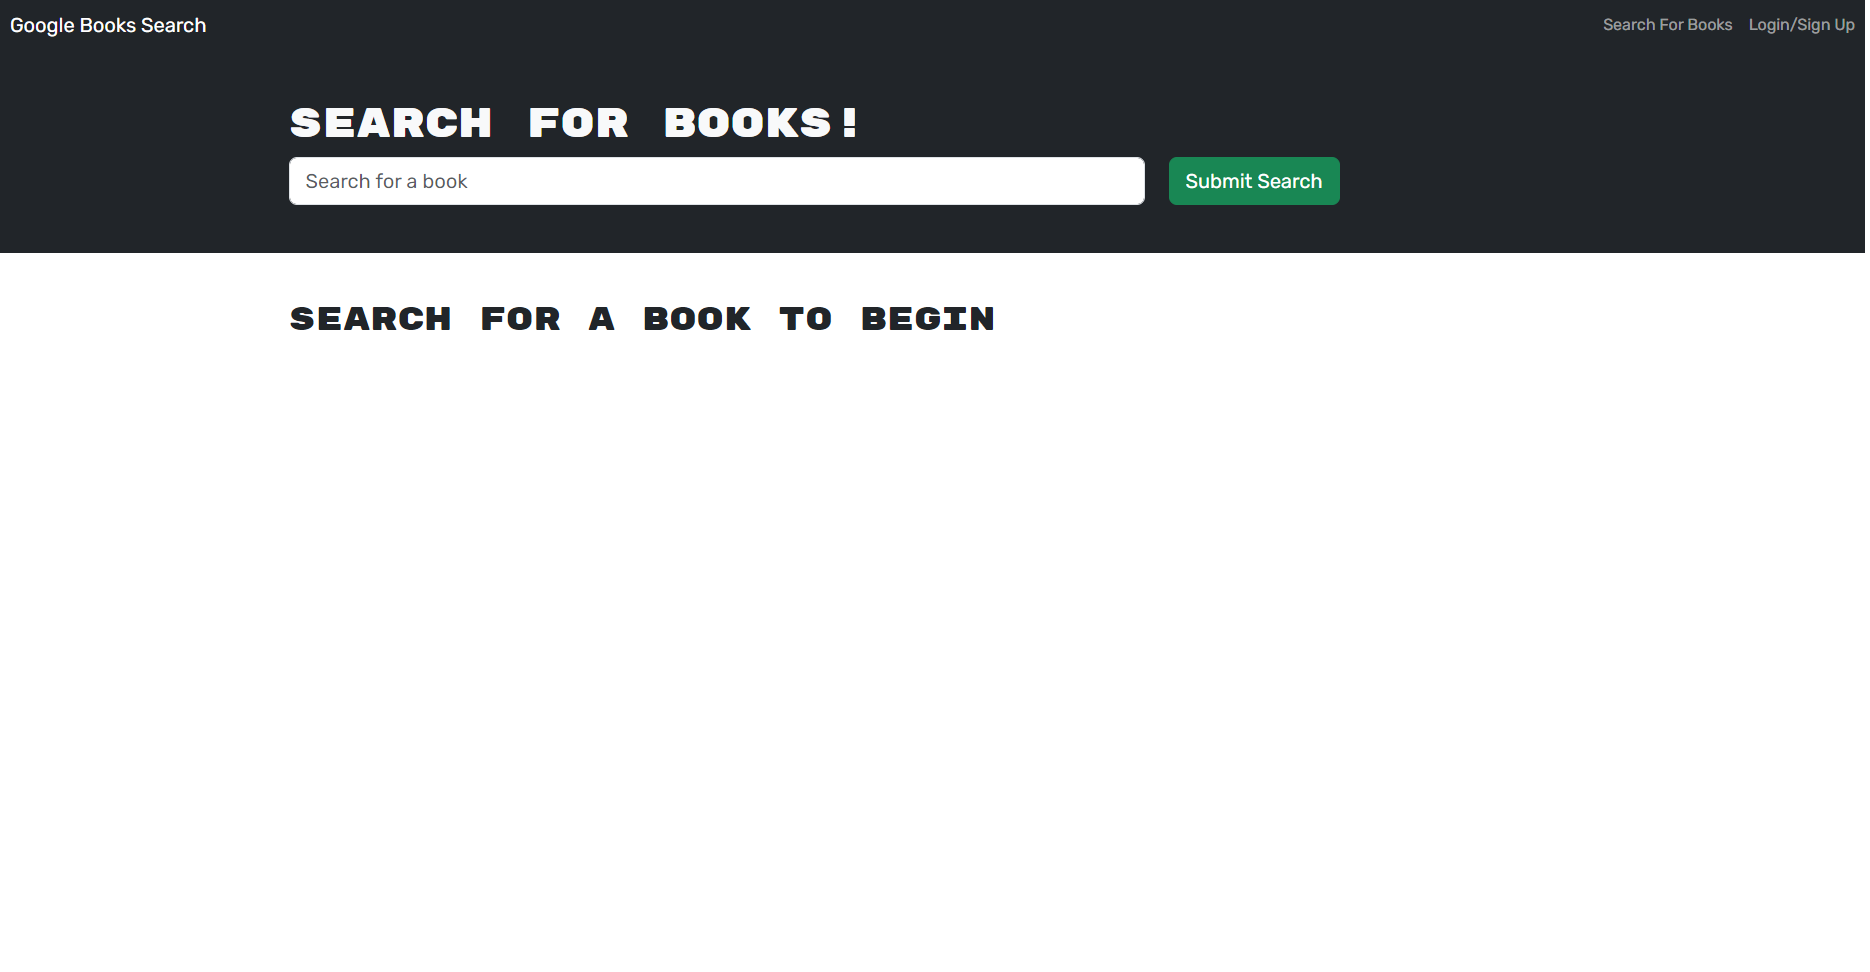 Google Books Search
Search For Books
Login/Sign Up
SEARCH FOR BOOKS!
Search for a book
Submit Search
SEARCH FOR A BOOK TO BEGIN